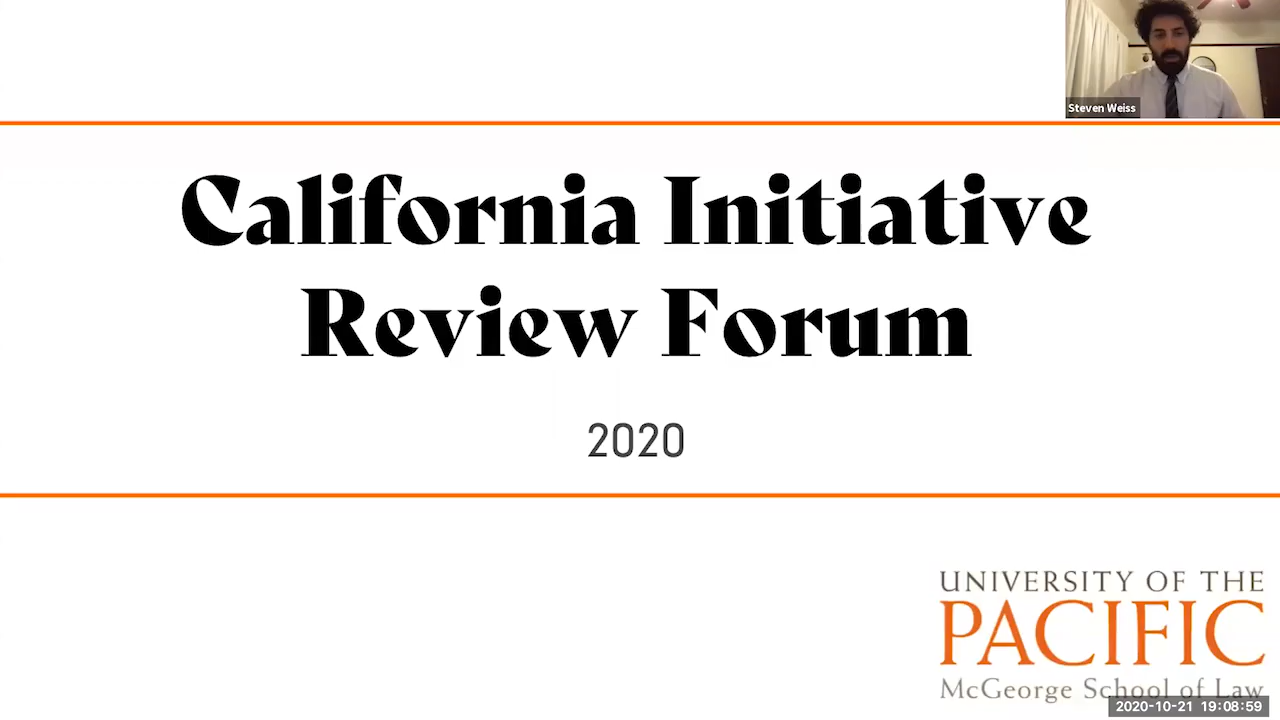 Steven Weiss
California Initiative
Review Forum
2020
UNIVERSITY OF THE
PACIFIC
McGeorge School of Law
2020-10-21 19:08:59